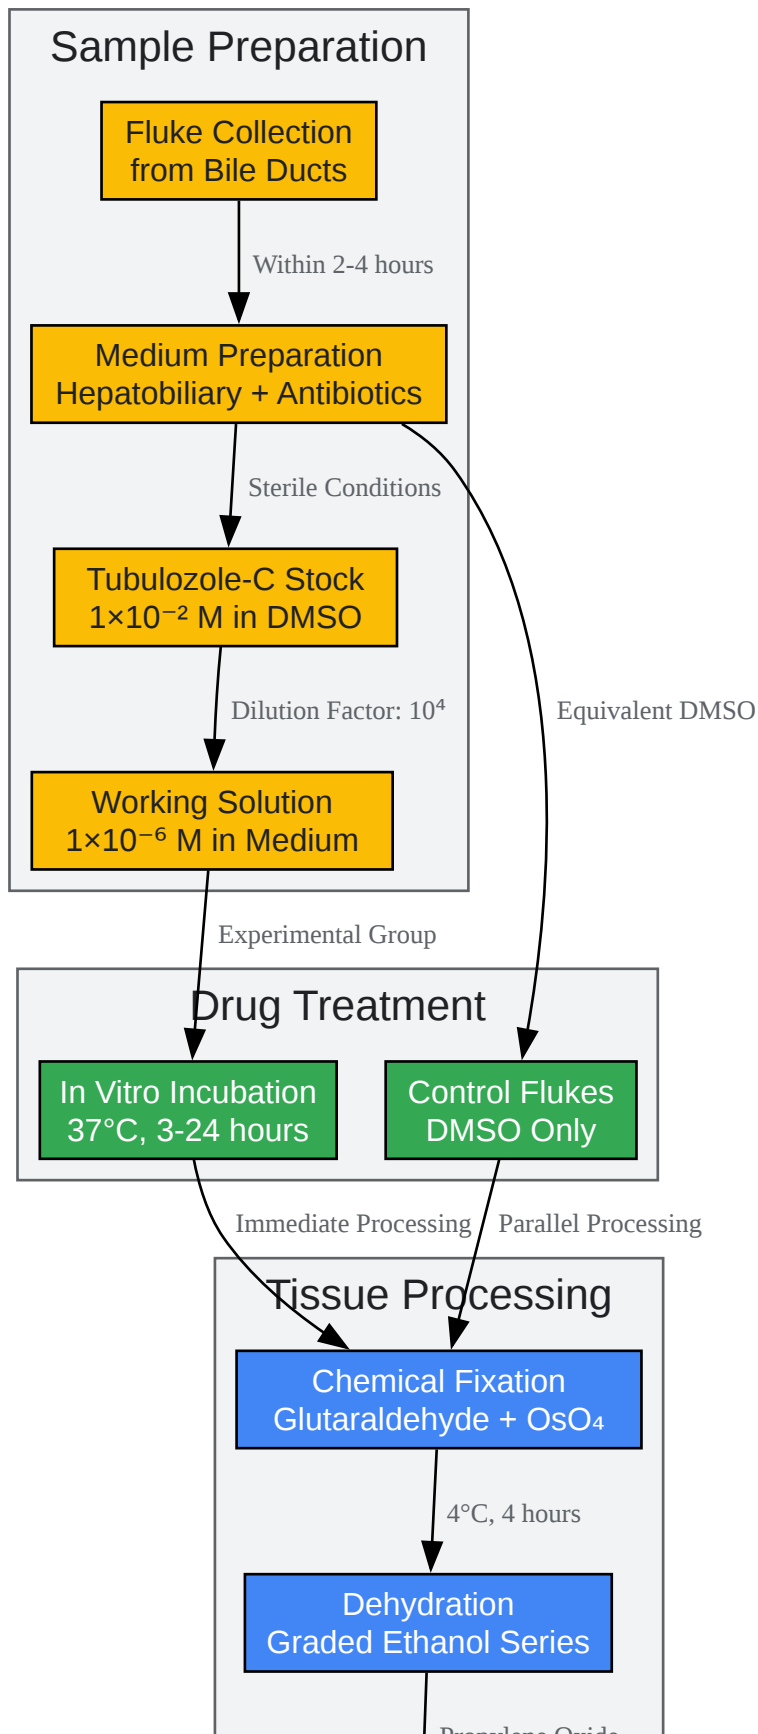 Sample Preparation
Fluke Collection
from Bile Ducts
Within 2-4 hours
Medium Preparation
Hepatobiliary + Antibiotics
Sterile Conditions
Tubulozole-C Stock
1×10⁻² M in DMSO
Dilution Factor: 10⁴
Equivalent DMSO
Working Solution
1×10⁻⁶ M in Medium
Experimental Group
Drug Treatment
In Vitro Incubation
37°C, 3-24 hours
Control Flukes
DMSO Only
Immediate Processing
Parallel Processing
Tissue Processing
Chemical Fixation
Glutaraldehyde + OsO₄
4°C, 4 hours
Dehydration
Graded Ethanol Series
Propylene Oxide